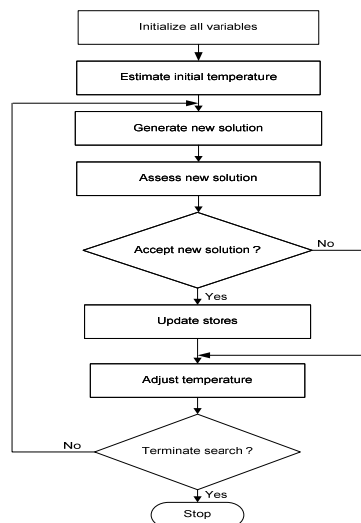 Initialize all variables
Estimate initial temperature
Generate new solution
Assess new solution
Accept new solution ?
No
Yes
Update stores
Adjust temperature
Terminate search ?
No
Yes
Stop